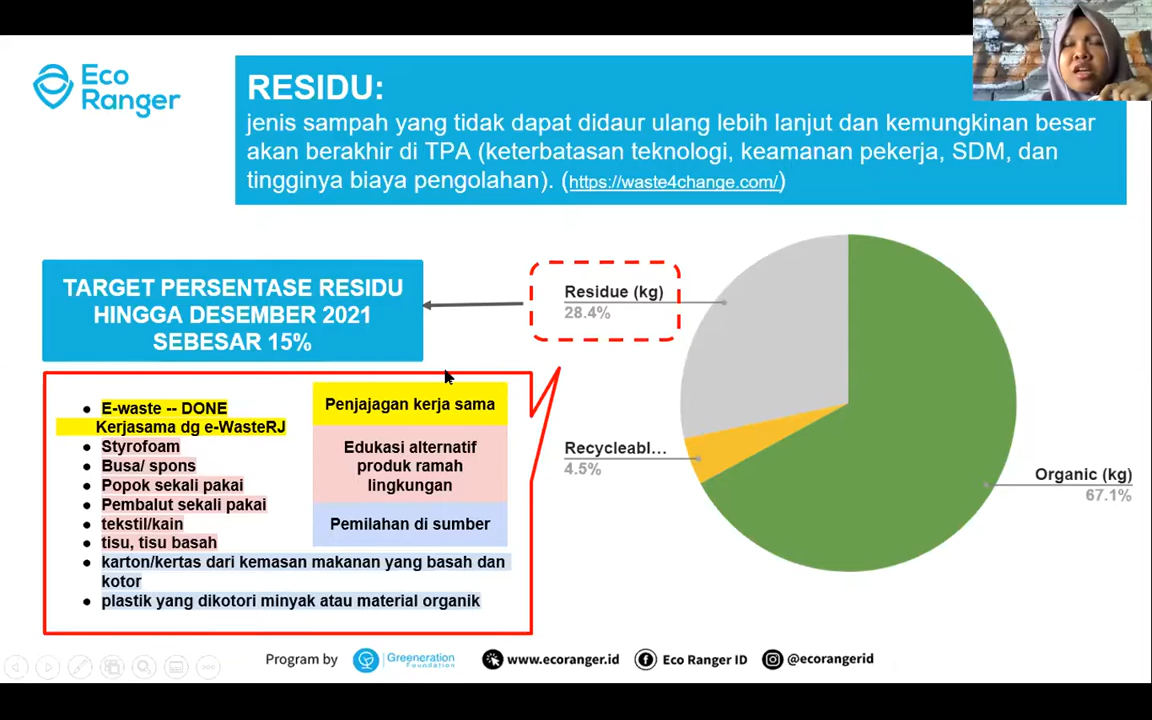 Eco
Ranger
RESIDU:
jenis sampah yang tidak dapat didaur ulang lebih lanjut dan kemungkinan besar
akan berakhir di TPA (keterbatasan teknologi, keamanan pekerja, SDM, dan
tingginya biaya pengolahan). (https://waste4change.com/)
TARGET PERSENTASE RESIDU
HINGGA DESEMBER 2021
SEBESAR 15%
Residue (kg)
28.4%
Recycleabl...
4.5%
Organic (kg)
67.1%
● E-waste -- DONE
Kerjasama dg e-WasteRJ
● Styrofoam
● Busa/ spons
● Popok sekali pakai
● Pembalut sekali pakai
● tekstil/kain
● tisu, tisu basah
● karton/kertas dari kemasan makanan yang basah dan
kotor
● plastik yang dikotori minyak atau material organik
Penjajagan kerja sama
Edukasi alternatif
produk ramah
lingkungan
Pemilahan di sumber
Program by
Greeneration
Foundation
www.ecoranger.id
Eco Ranger ID
@ecorangerid